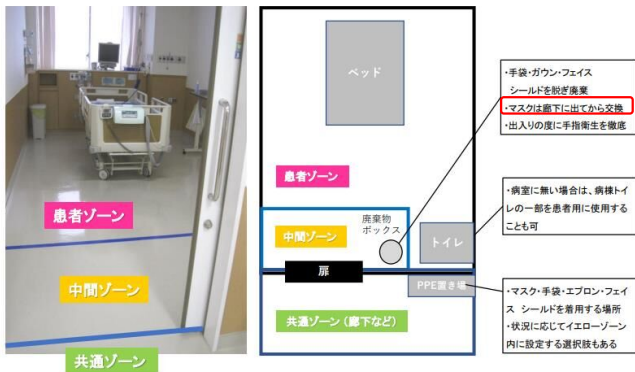 患者ゾーン
中間ゾーン
共通ゾーン
ベッド
患者ゾーン
中間ゾーン
廃棄物
ボックス
トイレ
扉
PPE置き場
共通ゾーン（廊下など）
・手袋・ガウン・フェイス
シールドを脱ぎ廃棄
・マスクは廊下に出てから交換
・出入りの度に手指衛生を徹底
・病室に無い場合は、病棟トイ
レの一部を患者用に使用する
ことも可
・マスク・手袋・エプロン・フェイ
ス シールドを着用する場所
・状況に応じてイエローゾーン
内に設定する選択肢もある